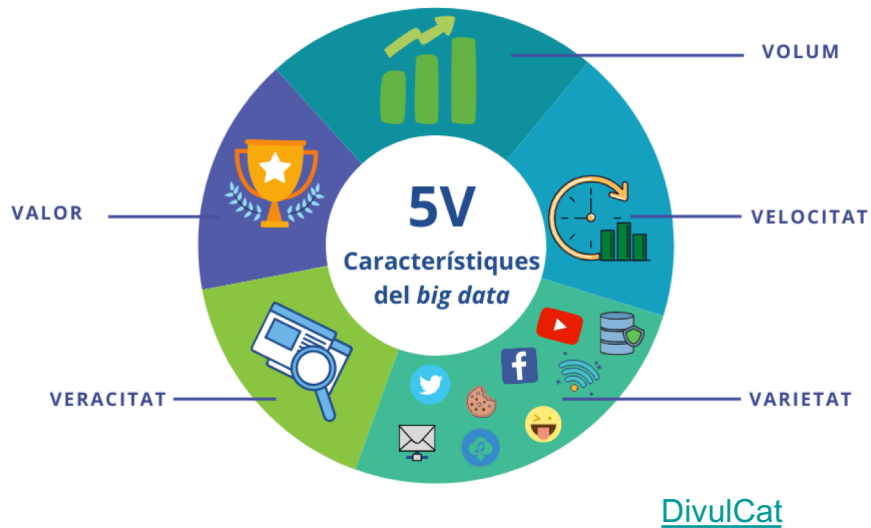 VOLUM
VELOCITAT
VARIETAT
VERACITAT
VALOR
5V
Característiques
del big data
f
DivulCat